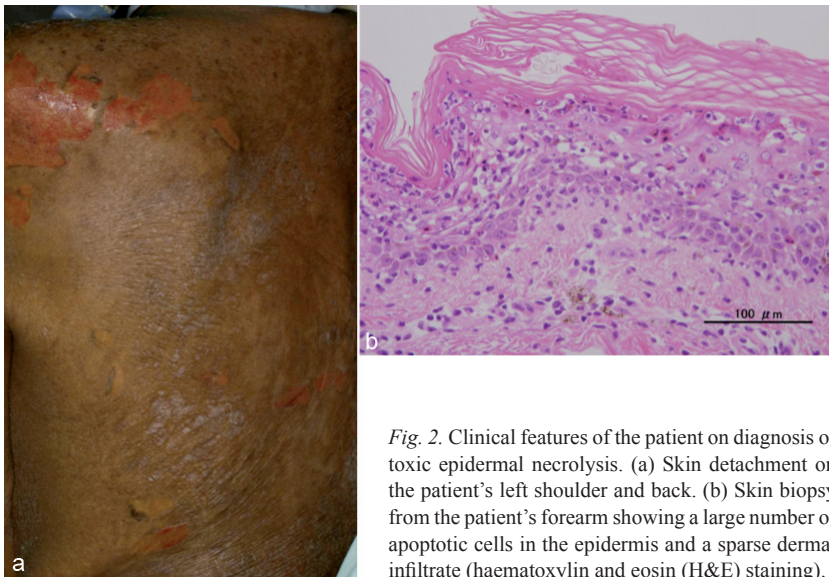 100 μm
b
Fig. 2. Clinical features of the patient on diagnosis o
toxic epidermal necrolysis. (a) Skin detachment on
the patient's left shoulder and back. (b) Skin biopsy
from the patient's forearm showing a large number o
apoptotic cells in the epidermis and a sparse derma
infiltrate (haematoxylin and eosin (H&E) staining).
a